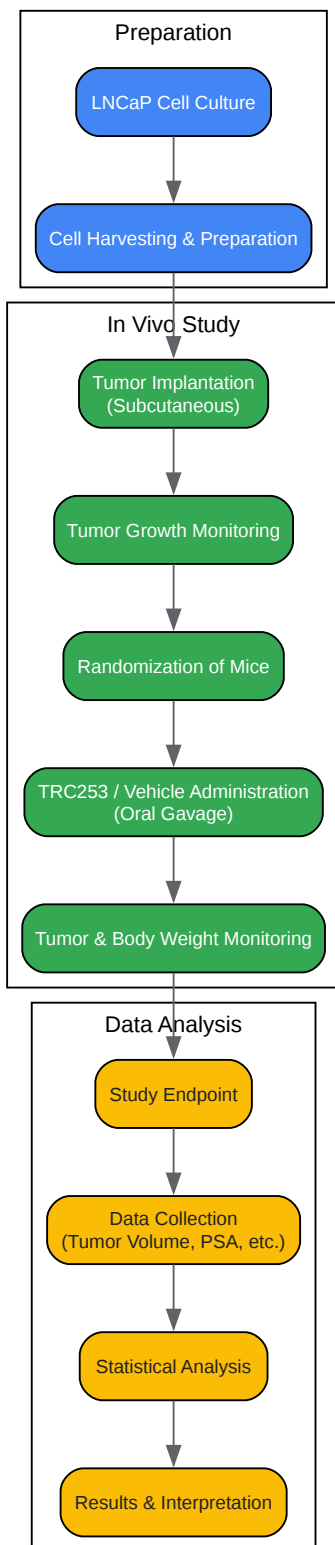 Preparation
LNCaP Cell Culture
Cell Harvesting & Preparation
In Vivo Study
Tumor Implantation
(Subcutaneous)
Tumor Growth Monitoring
Randomization of Mice
TRC253 / Vehicle Administration
(Oral Gavage)
Tumor & Body Weight Monitoring
Data Analysis
Study Endpoint
Data Collection
(Tumor Volume, PSA, etc.)
Statistical Analysis
Results & Interpretation